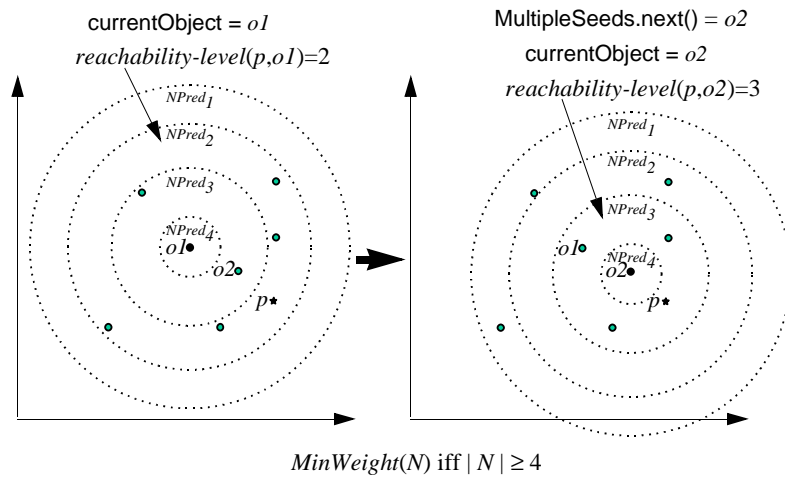 currentObject = o1
reachability-level(p,o1)=2
NPred1
NPred2
NPred3
NPred4
o1
o2
p
MultipleSeeds.next() = o2
currentObject = o2
reachability-level(p,o2)=3
NPred1
NPred2
NPred3
o1
NPred4
o2
p
MinWeight(N) iff | N | ≥ 4